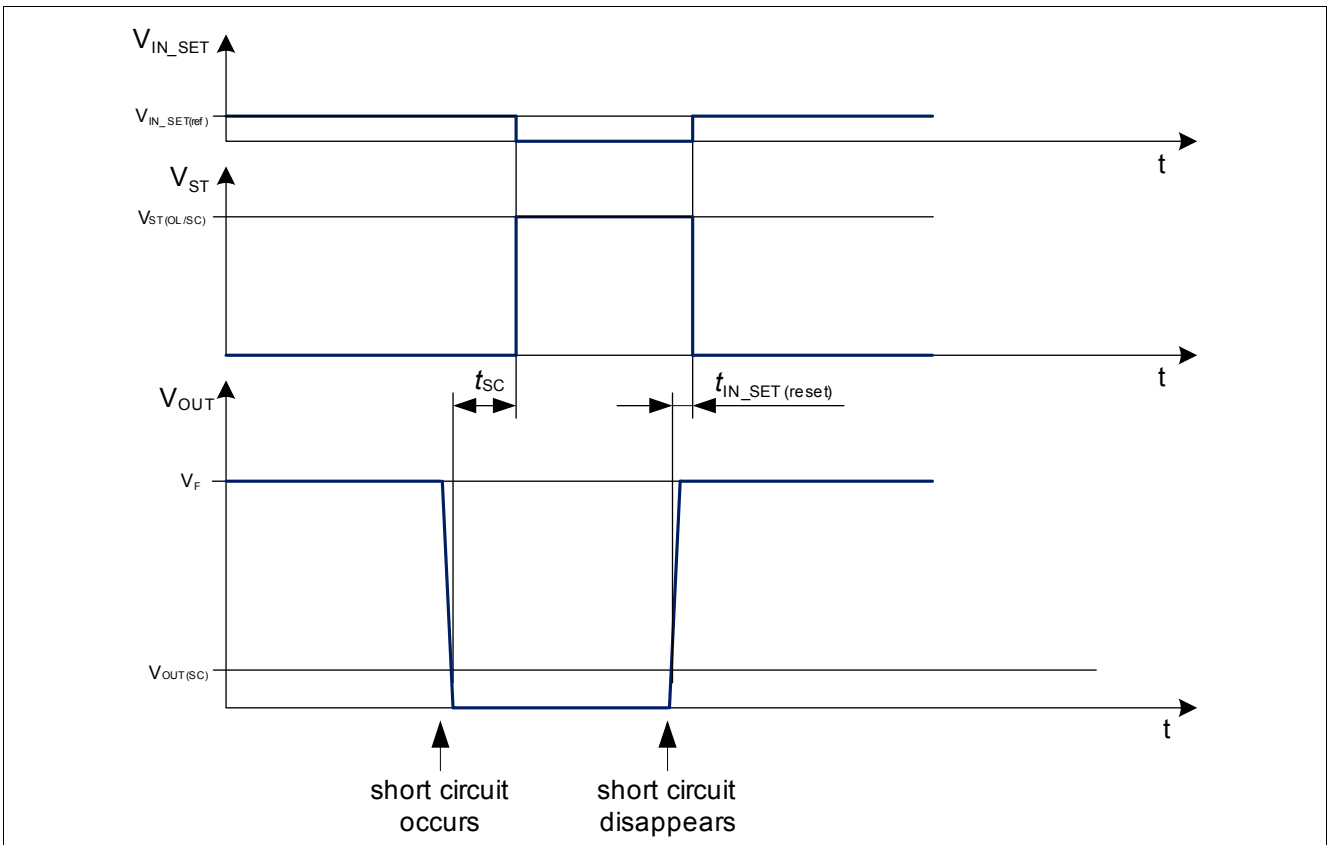 V_IN_SET
V_IN_SET(ref)
t
V_ST
V_ST(OL/SC)
t
t_SC
t_IN_SET (reset)
V_OUT
V_F
V_OUT(SC)
t
short circuit
occurs
short circuit
disappears